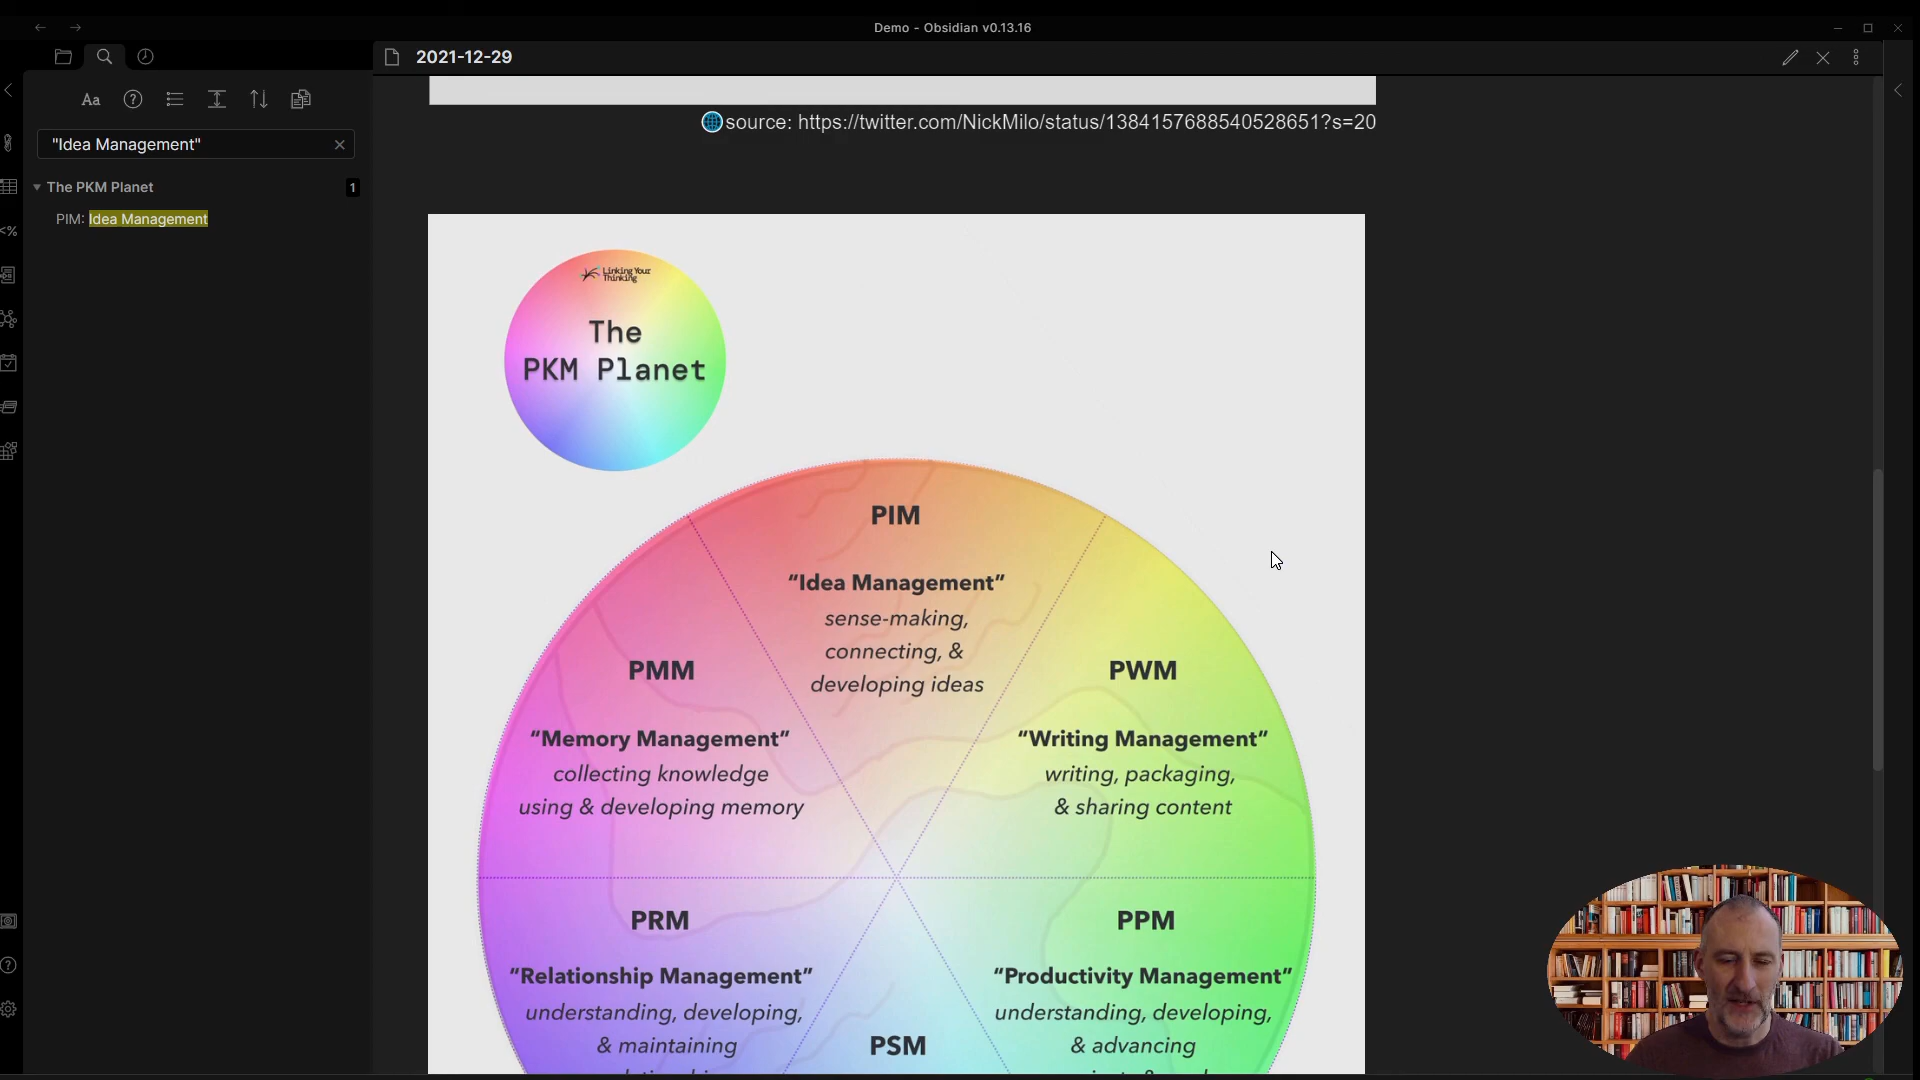 Demo - Obsidian v0.13.16
2021-12-29
Aa
"Idea Management"
The PKM Planet
1
PIM: Idea Management
source: https://twitter.com/NickMilo/status/1384157688540528651?s=20
Linking Your
Thinking
The
PKM Planet
PIM
“Idea Management”
sense-making,
connecting, &
developing ideas
PMM
“Memory Management”
collecting knowledge
using & developing memory
PWM
“Writing Management”
writing, packaging,
& sharing content
PRM
“Relationship Management”
understanding, developing,
& maintaining
PPM
“Productivity Management”
understanding, developing,
& advancing
PSM